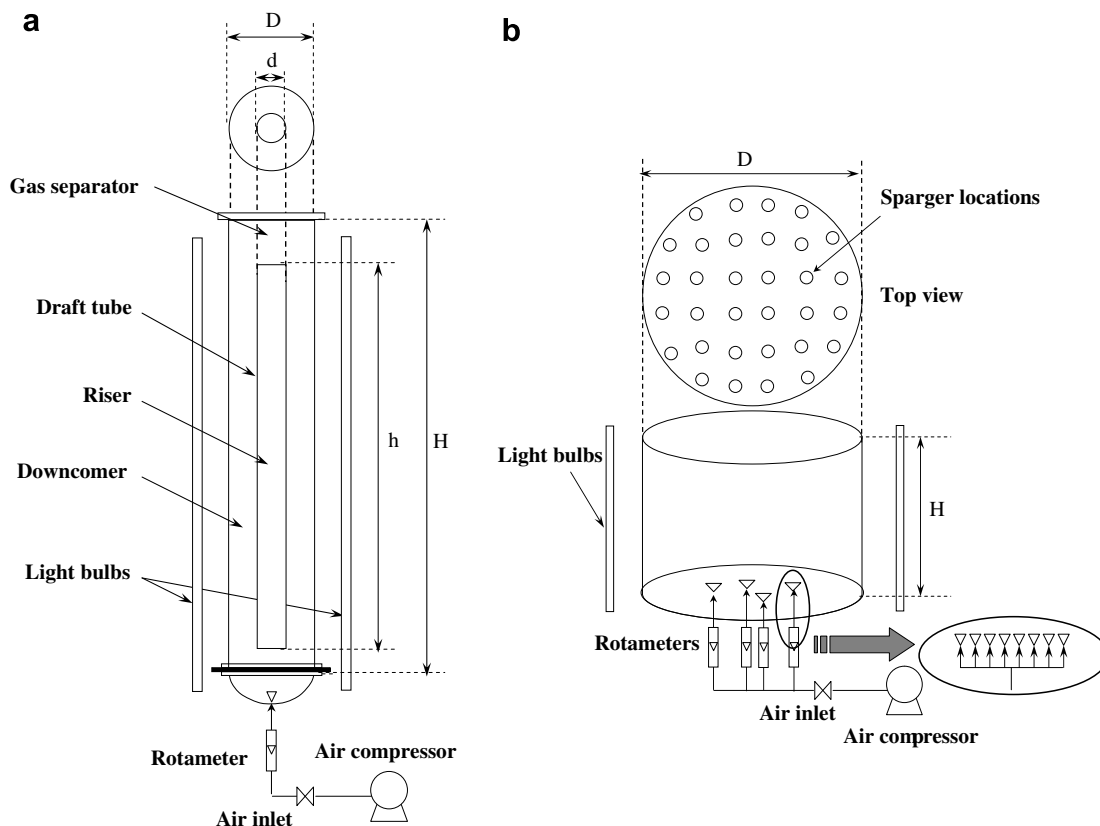 a
D
d
Gas separator
Draft tube
Riser
h
H
Downcomer
Light bulbs
Rotameter
Air compressor
Air inlet
b
D
Sparger locations
Top view
Light bulbs
H
Rotameters
Air inlet
Air compressor